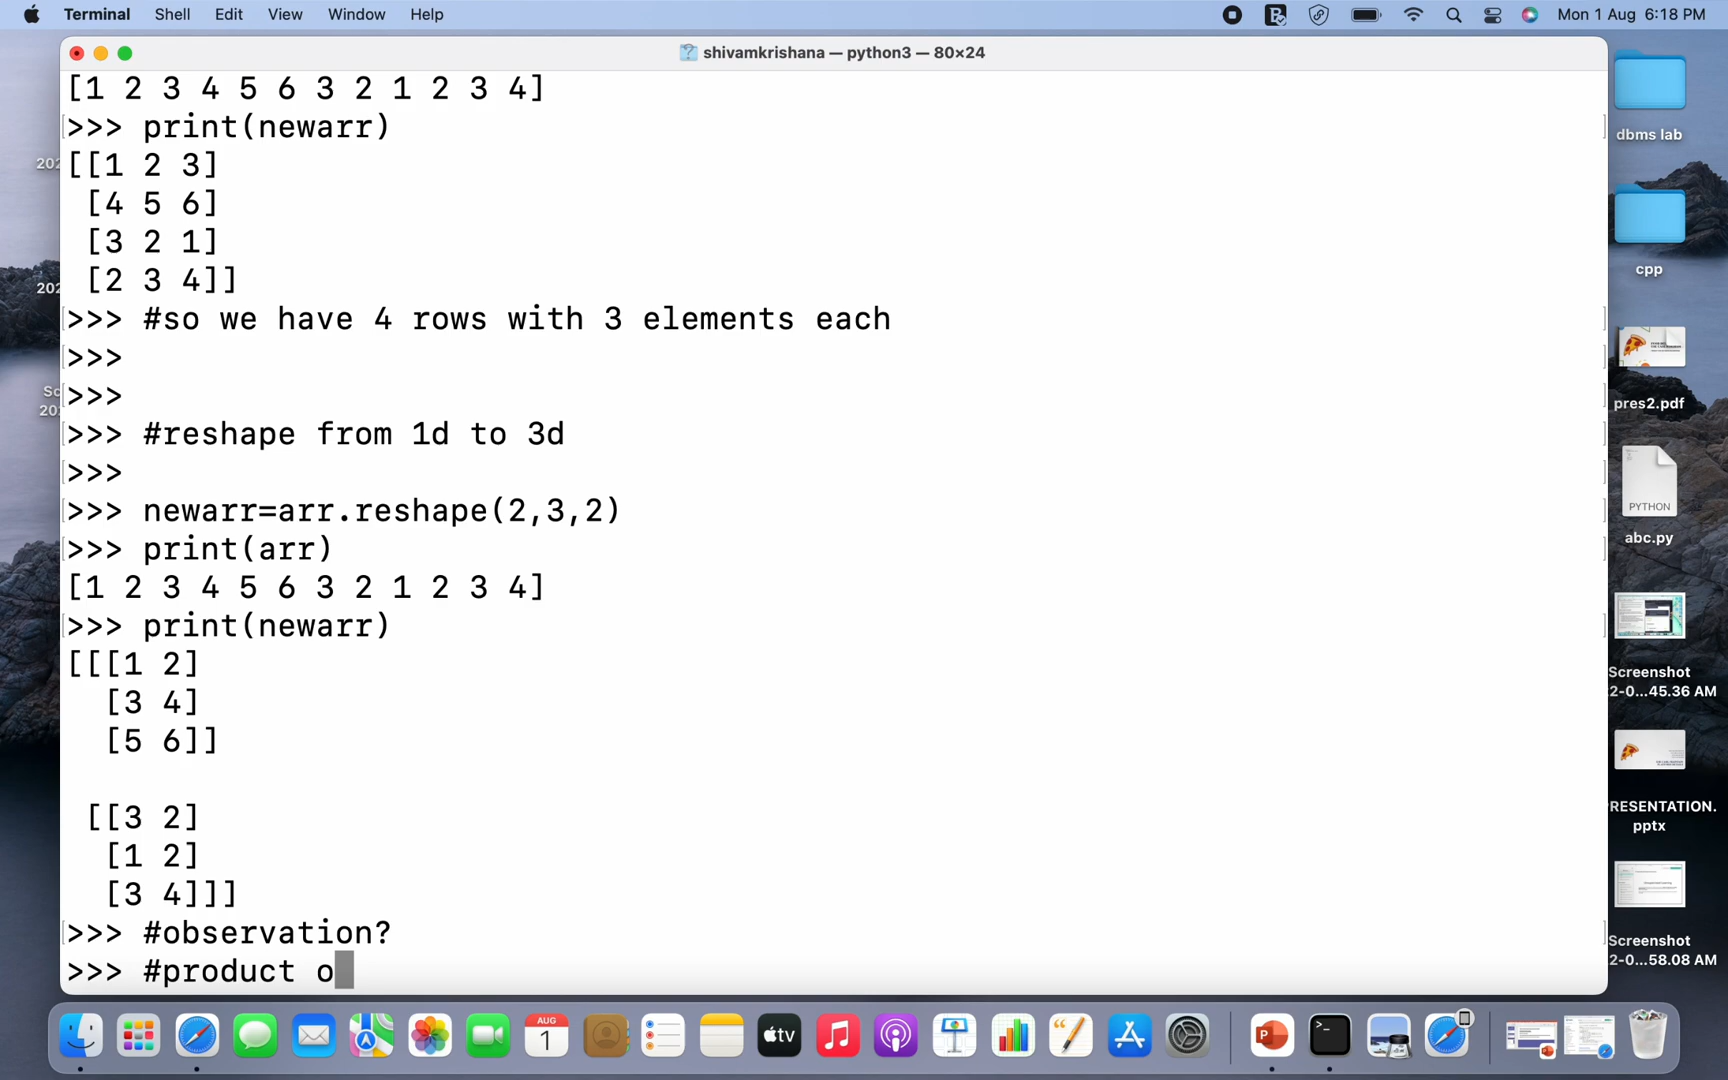 Terminal Shell Edit View Window Help Mon 1 Aug 6:18 PM
shivamkrishana — python3 — 80×24
[1 2 3 4 5 6 3 2 1 2 3 4]
>>> print(newarr)
[[1 2 3]
 [4 5 6]
 [3 2 1]
 [2 3 4]]
>>> #so we have 4 rows with 3 elements each
>>>
>>>
>>> #reshape from 1d to 3d
>>>
>>> newarr=arr.reshape(2,3,2)
>>> print(arr)
[1 2 3 4 5 6 3 2 1 2 3 4]
>>> print(newarr)
[[[1 2]
  [3 4]
  [5 6]]

 [[3 2]
  [1 2]
  [3 4]]]
>>> #observation?
>>> #product o
dbms lab
cpp
pres2.pdf
PYTHON
abc.py
Screenshot
2-0...45.36 AM
RESENTATION.
pptx
Screenshot
2-0...58.08 AM
AUG
1
tv